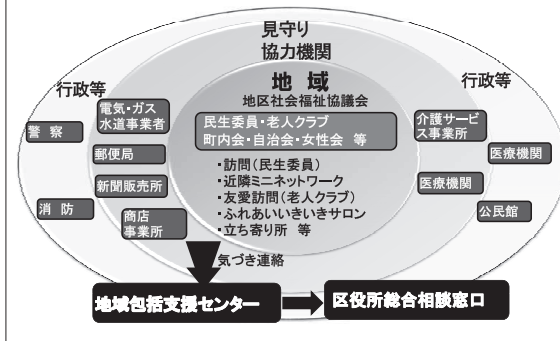 見守り
協力機関
地 域
地区社会福祉協議会
民生委員・老人クラブ
町内会・自治会・女性会 等
・訪問（民生委員）
・近隣ミニネットワーク
・友愛訪問（老人クラブ）
・ふれあいいきいきサロン
・立ち寄り所 等
行政等
電気・ガス
水道事業者
警 察
郵便局
新聞販売所
消 防
商店
事業所
行政等
介護サービ
ス事業所
医療機関
医療機関
公民館
気づき連絡
地域包括支援センター
区役所総合相談窓口